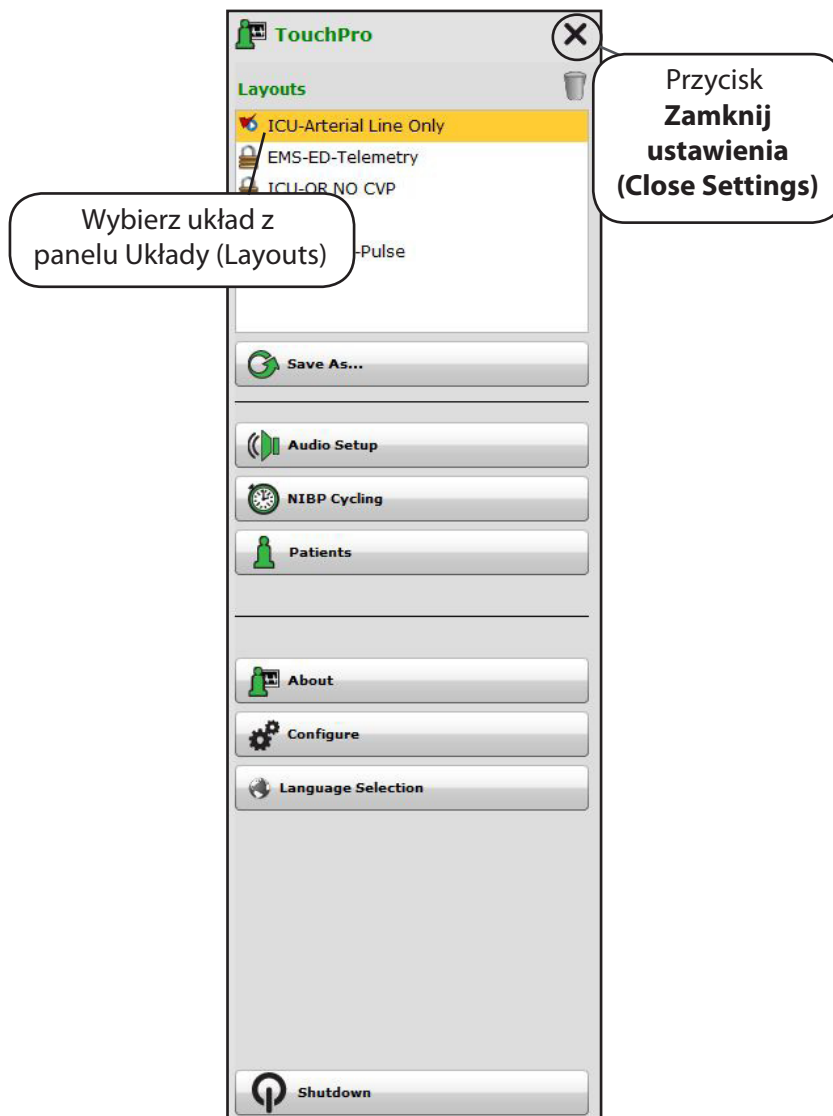 TouchPro
Przycisk
Zamknij
ustawienia
(Close Settings)
Layouts
ICU-Arterial Line Only
EMS-ED-Telemetry
ICU-OR NO CVP
Wybierz układ z
panelu Układy (Layouts)
-Pulse
Save As...
Audio Setup
NIBP Cycling
Patients
About
Configure
Language Selection
Shutdown